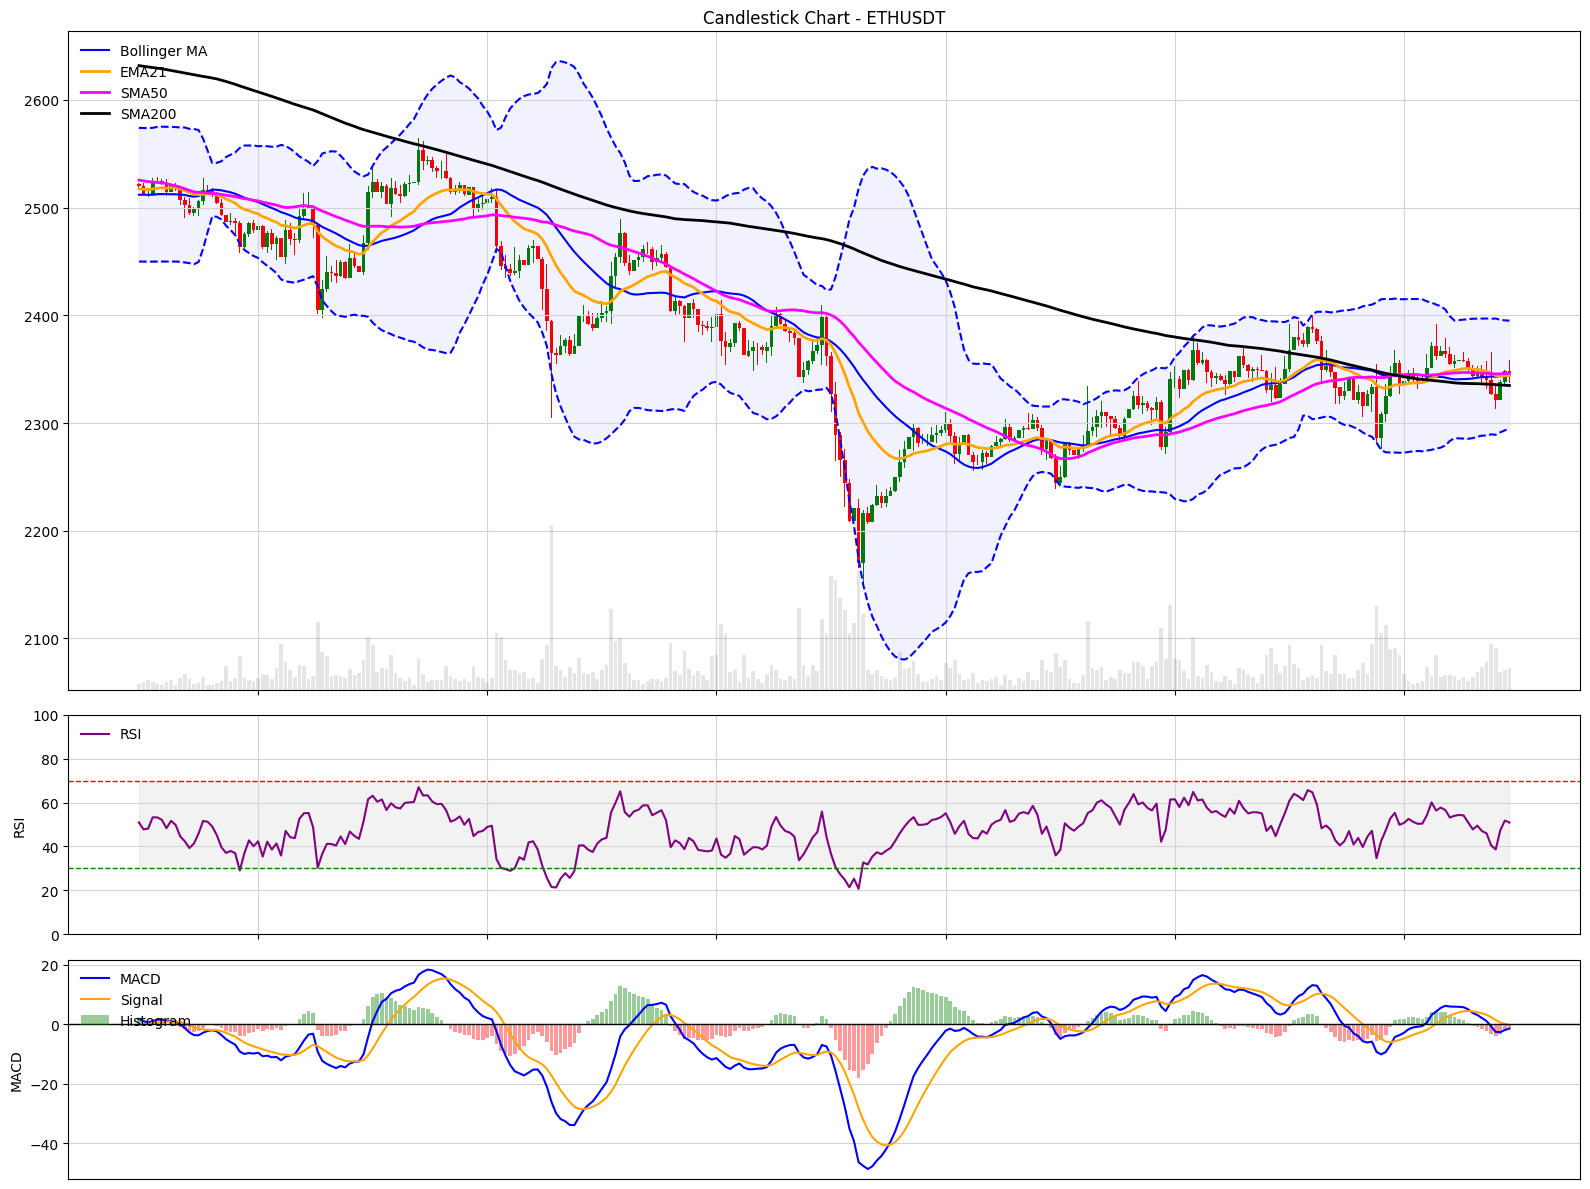 Candlestick Chart - ETHUSDT
Bollinger MA
EMA21
SMA50
SMA200
2600
2500
2400
2300
2200
2100
RSI
100
80
60
40
20
0
RSI
MACD
Signal
Histogram
20
0
−20
−40
MACD